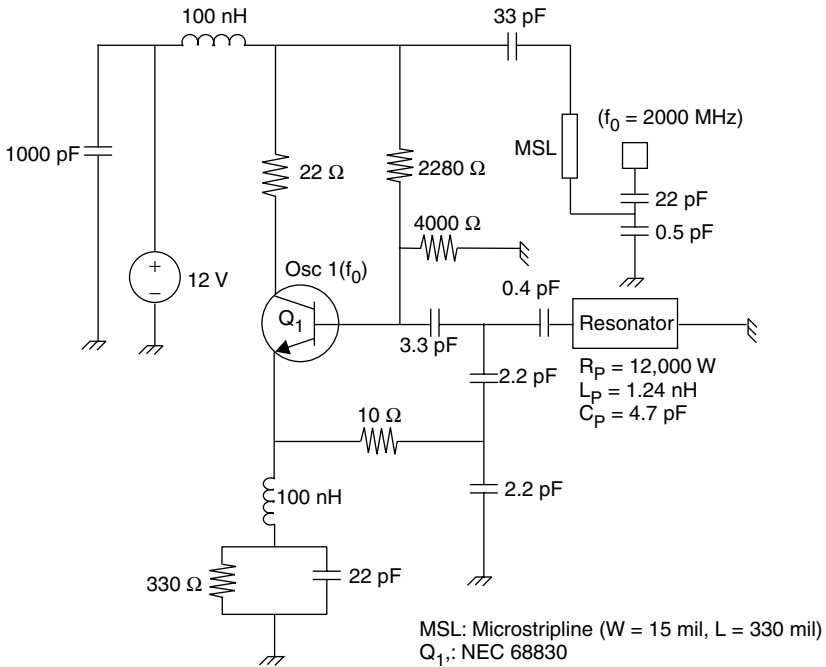 100 nH
33 pF
(f0 = 2000 MHz)
MSL
1000 pF
22 Ω
2280 Ω
22 pF
4000 Ω
0.5 pF
+
–
12 V
Osc 1(f0)
Q1
0.4 pF
3.3 pF
Resonator
RP = 12,000 W
LP = 1.24 nH
CP = 4.7 pF
2.2 pF
10 Ω
100 nH
2.2 pF
330 Ω
22 pF
MSL: Microstripline (W = 15 mil, L = 330 mil)
Q1,: NEC 68830